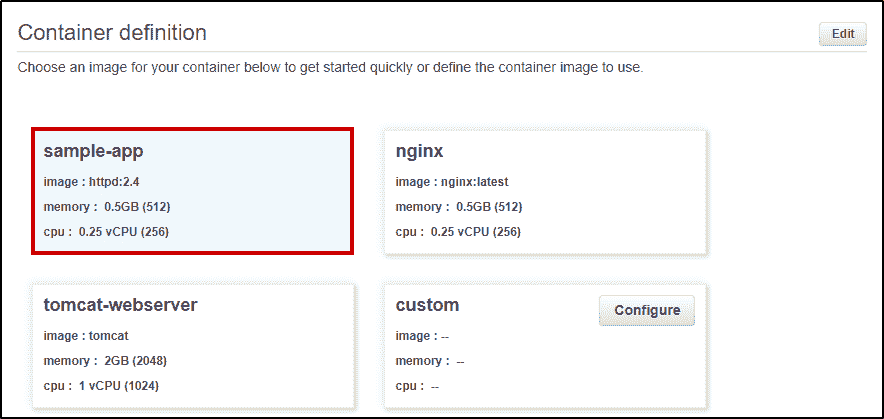 Container definition
Edit
Choose an image for your container below to get started quickly or define the container image to use.
sample-app
image : httpd:2.4
memory : 0.5GB (512)
cpu : 0.25 vCPU (256)
nginx
image : nginx:latest
memory : 0.5GB (512)
cpu : 0.25 vCPU (256)
tomcat-webserver
image : tomcat
memory : 2GB (2048)
cpu : 1 vCPU (1024)
custom
Configure
image : --
memory : --
cpu : --